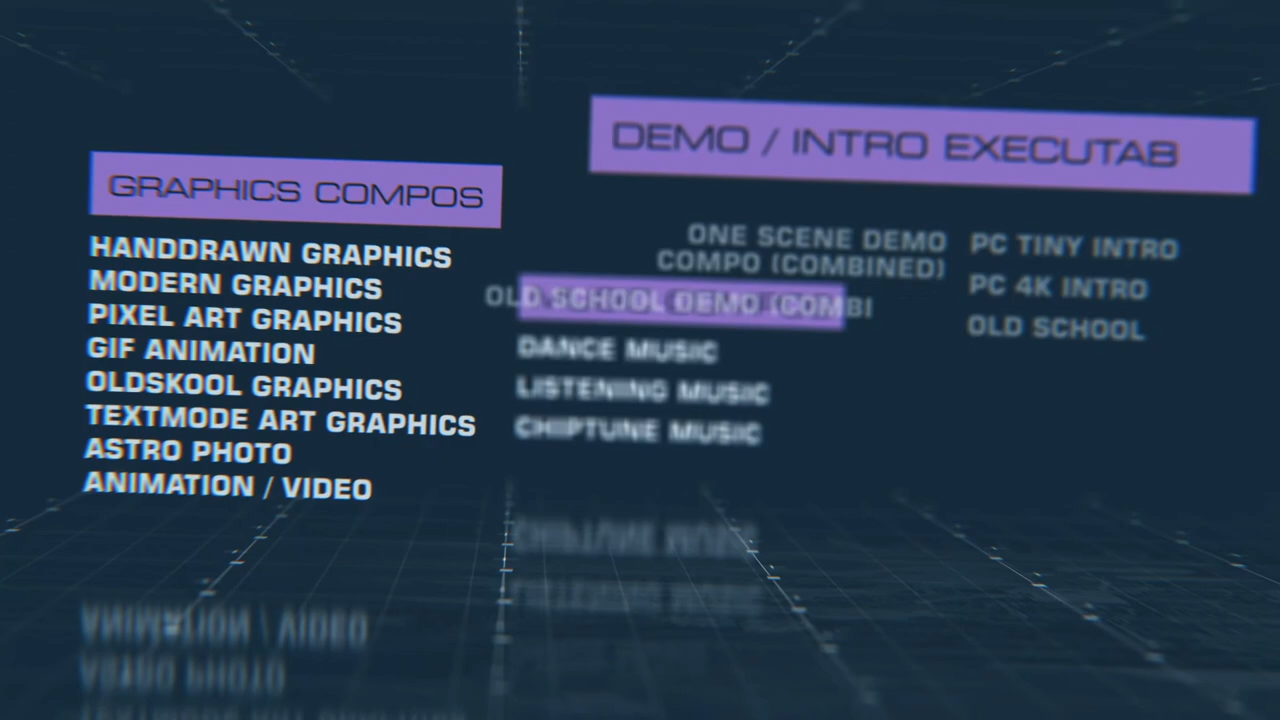 GRAPHICS COMPOS
HANDDRAWN GRAPHICS
MODERN GRAPHICS
PIXEL ART GRAPHICS
GIF ANIMATION
OLDSKOOL GRAPHICS
TEXTMODE ART GRAPHICS
ASTRO PHOTO
ANIMATION / VIDEO
DEMO / INTRO EXECUTAB
ONE SCENE DEMO
COMPO (COMBINED)
OLD SCHOOL DEMO (COMBI
PC TINY INTRO
PC 4K INTRO
OLD SCHOOL
DANCE MUSIC
LISTENING MUSIC
CHIPTUNE MUSIC